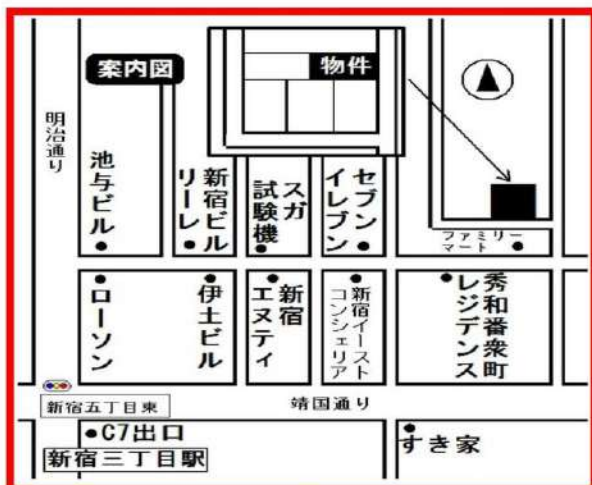 案内図
物件
明治通り
池与ビル
新宿ビル
リーレ
スガ
試験機
セブン
イレブン
ファミリー
マート
ローソン
伊土ビル
新宿
エヌティ
新宿イースト
コンシェリア
秀和番衆町
レジデンス
新宿五丁目東
靖国通り
C7出口
新宿三丁目駅
すき家